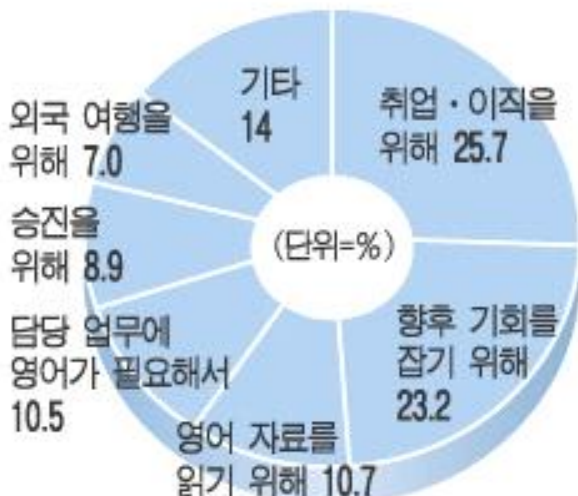 취업·이직을
위해 25.7
향후 기회를
잡기 위해
23.2
영어 자료를
읽기 위해 10.7
담당 업무에
영어가 필요해서
10.5
승진을
위해 8.9
외국 여행을
위해 7.0
기타
14
(단위=%)